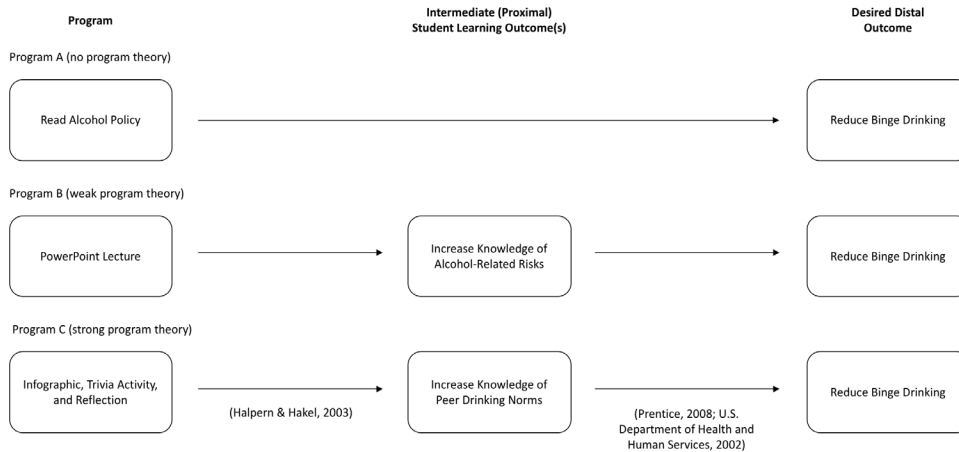 Program
Intermediate (Proximal)
Student Learning Outcome(s)
Desired Distal
Outcome
Program A (no program theory)
Read Alcohol Policy
Reduce Binge Drinking
Program B (weak program theory)
PowerPoint Lecture
Increase Knowledge of
Alcohol-Related Risks
Reduce Binge Drinking
Program C (strong program theory)
Infographic, Trivia Activity,
and Reflection
(Halpern & Hakel, 2003)
Increase Knowledge of
Peer Drinking Norms
(Prentice, 2008; U.S.
Department of Health and
Human Services, 2002)
Reduce Binge Drinking